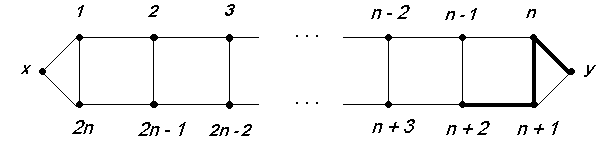 1 2 3 ... n - 2 n - 1 n
x y
2n 2n - 1 2n - 2 ... n + 3 n + 2 n + 1